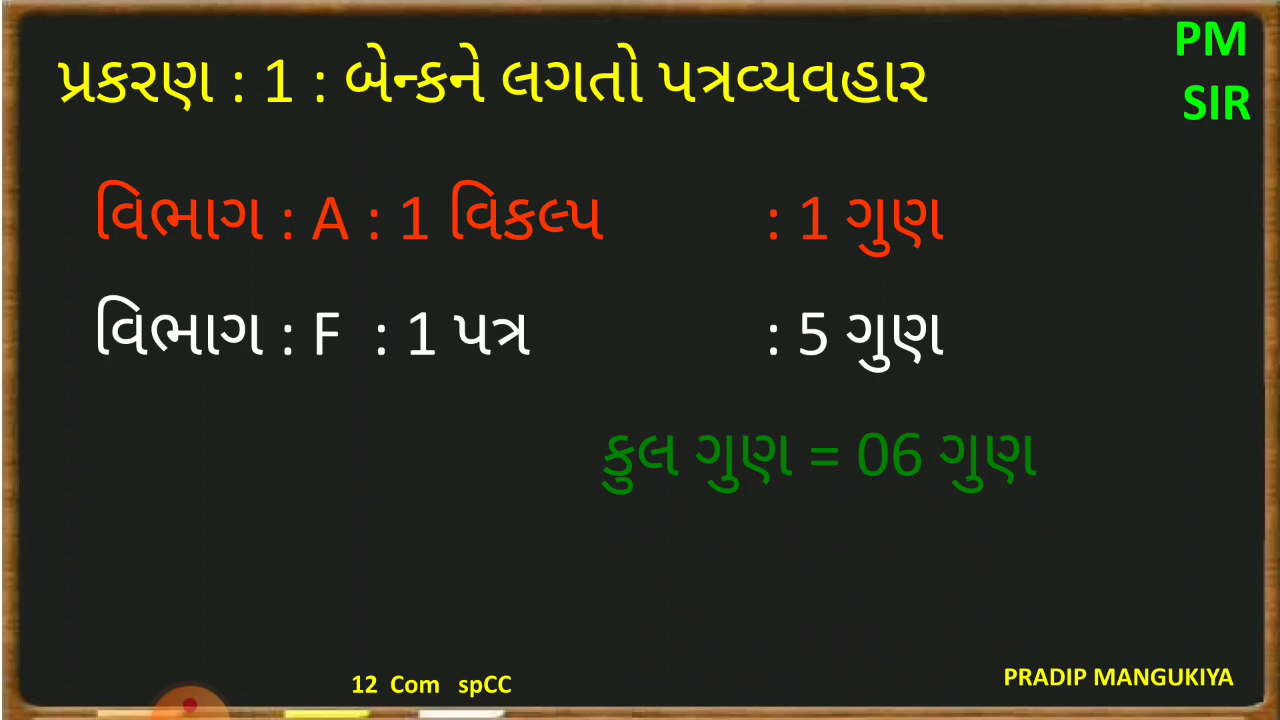 PM
SIR
પ્રકરણ : 1 : બેન્કને લગતો પત્રવ્યવહાર
વિભાગ : A : 1 વિકલ્પ : 1 ગુણ
વિભાગ : F : 1 પત્ર : 5 ગુણ
કુલ ગુણ = 06 ગુણ
12 Com spCC
PRADIP MANGUKIYA